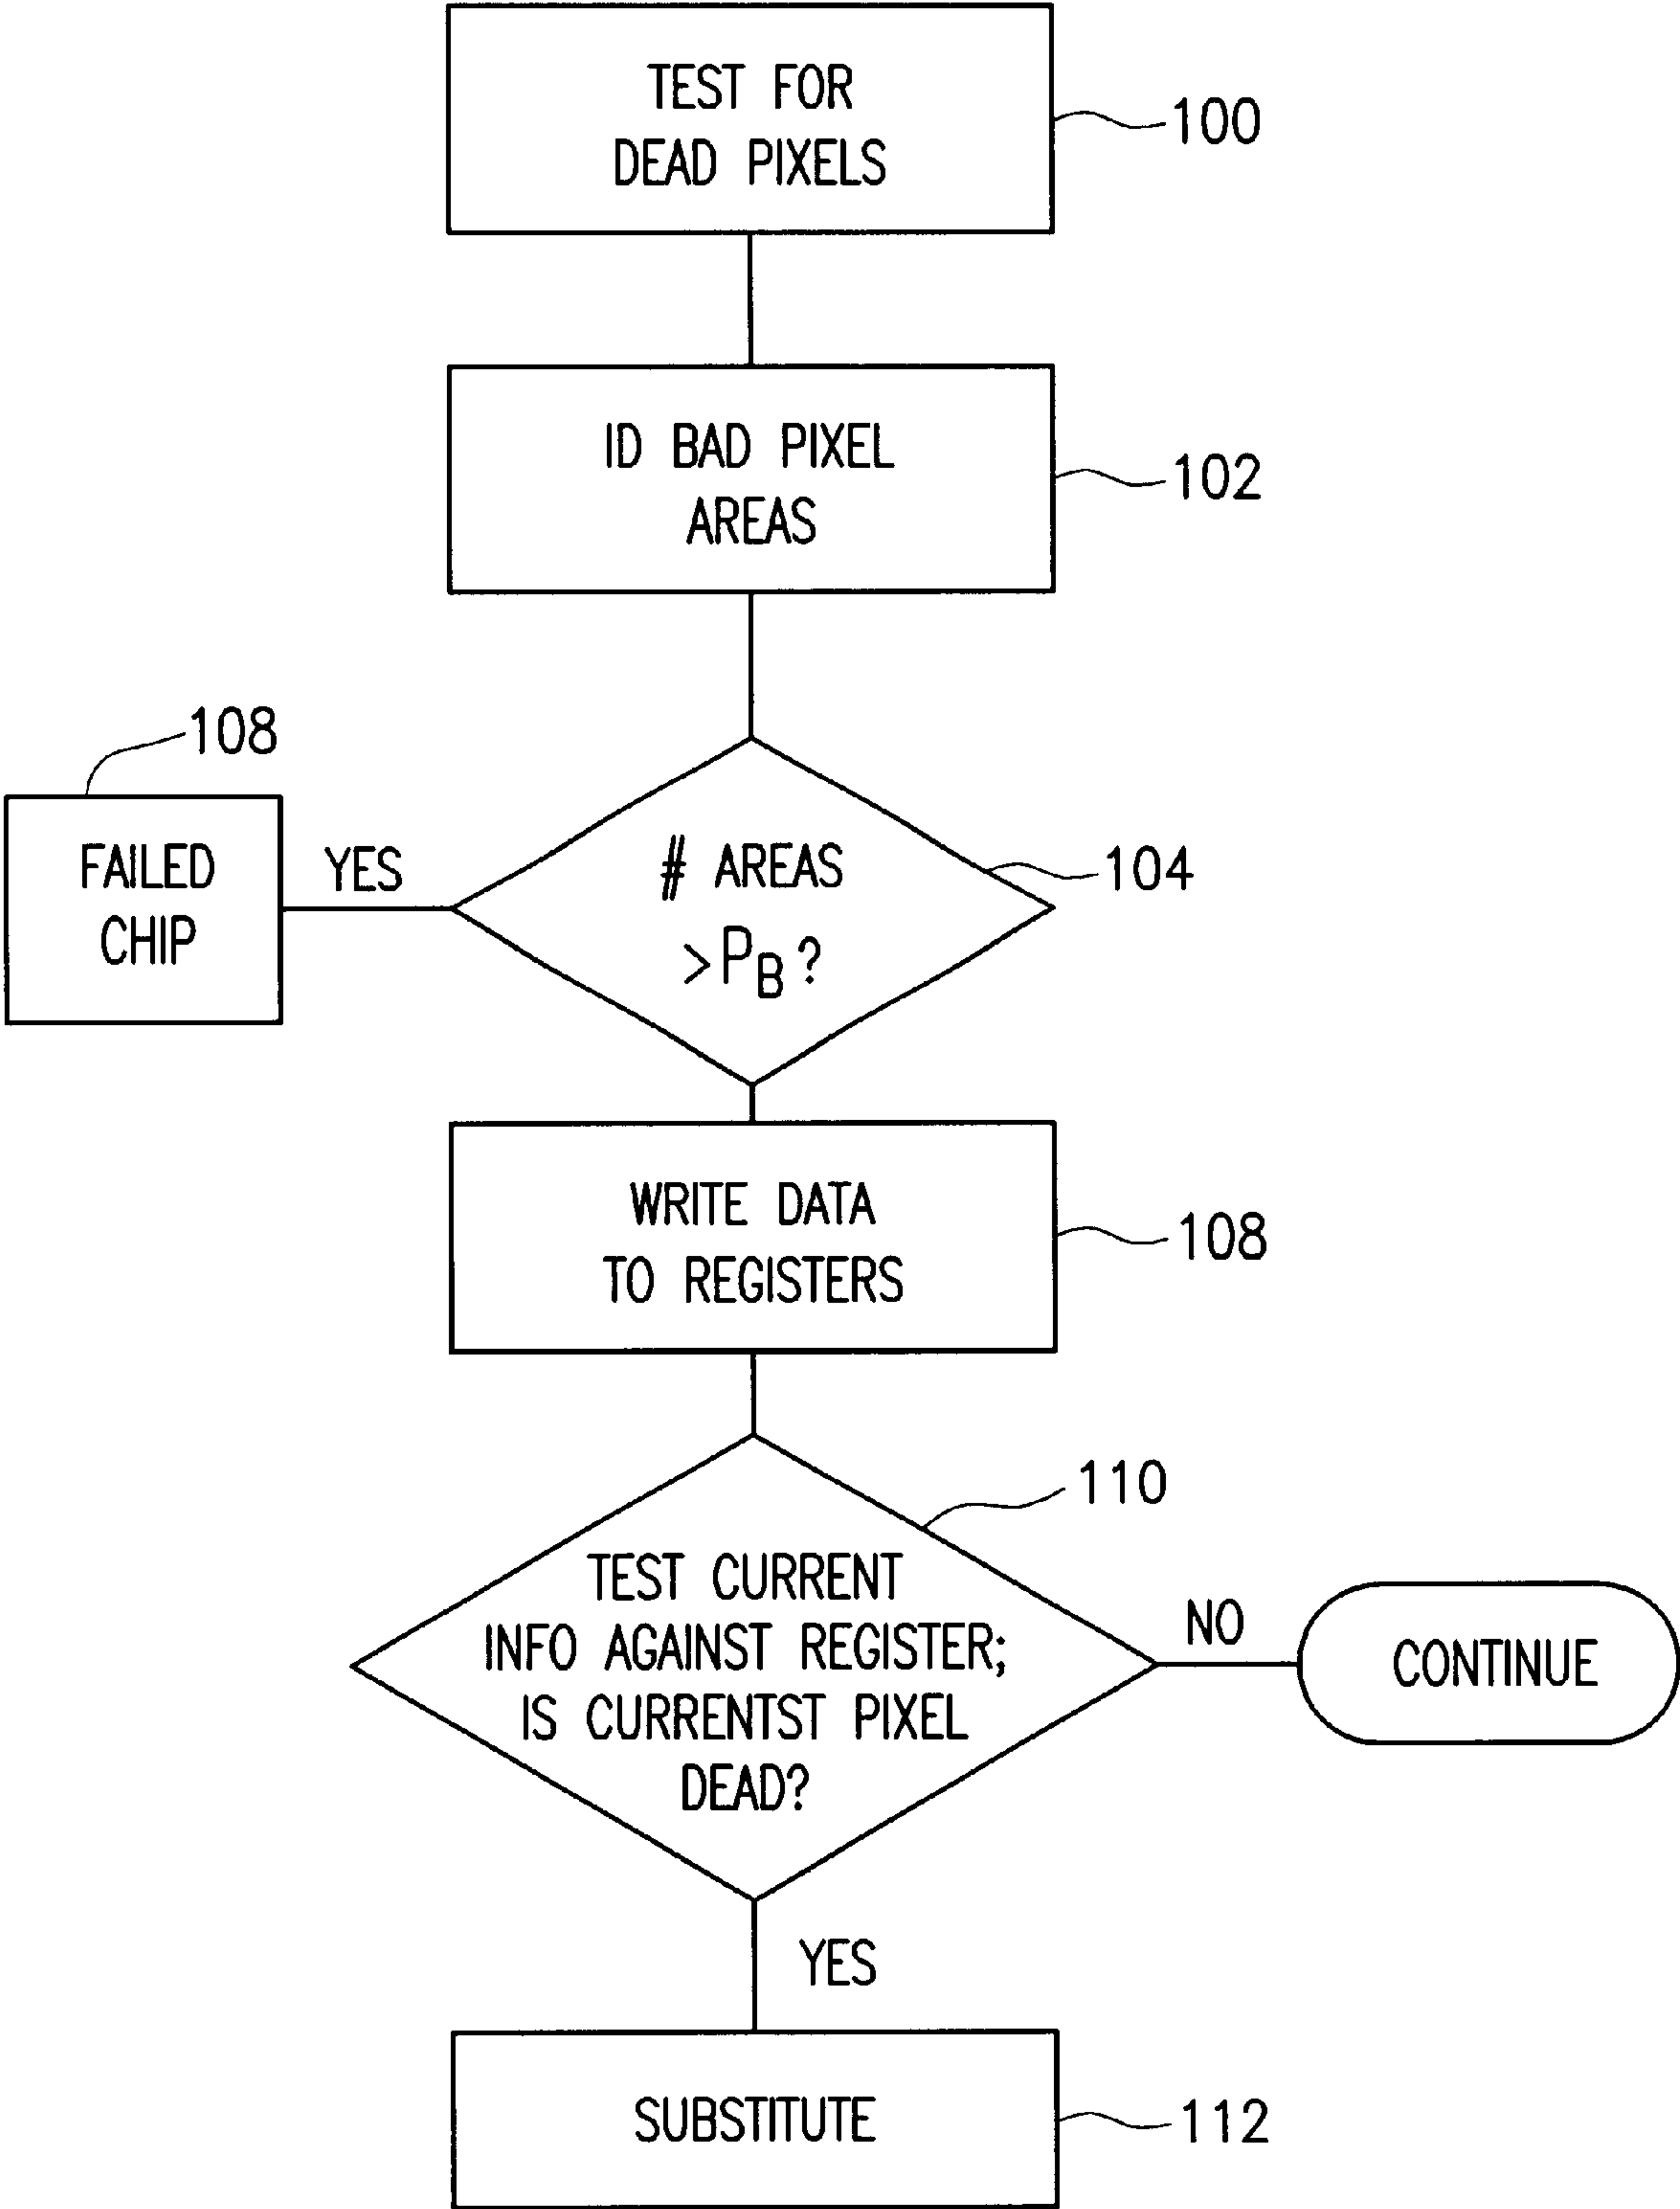 TEST FOR
DEAD PIXELS
100
ID BAD PIXEL
AREAS
102
108
FAILED
CHIP
YES
# AREAS
>PB?
104
WRITE DATA
TO REGISTERS
108
110
TEST CURRENT
INFO AGAINST REGISTER;
IS CURRENTST PIXEL
DEAD?
NO
CONTINUE
YES
SUBSTITUTE
112